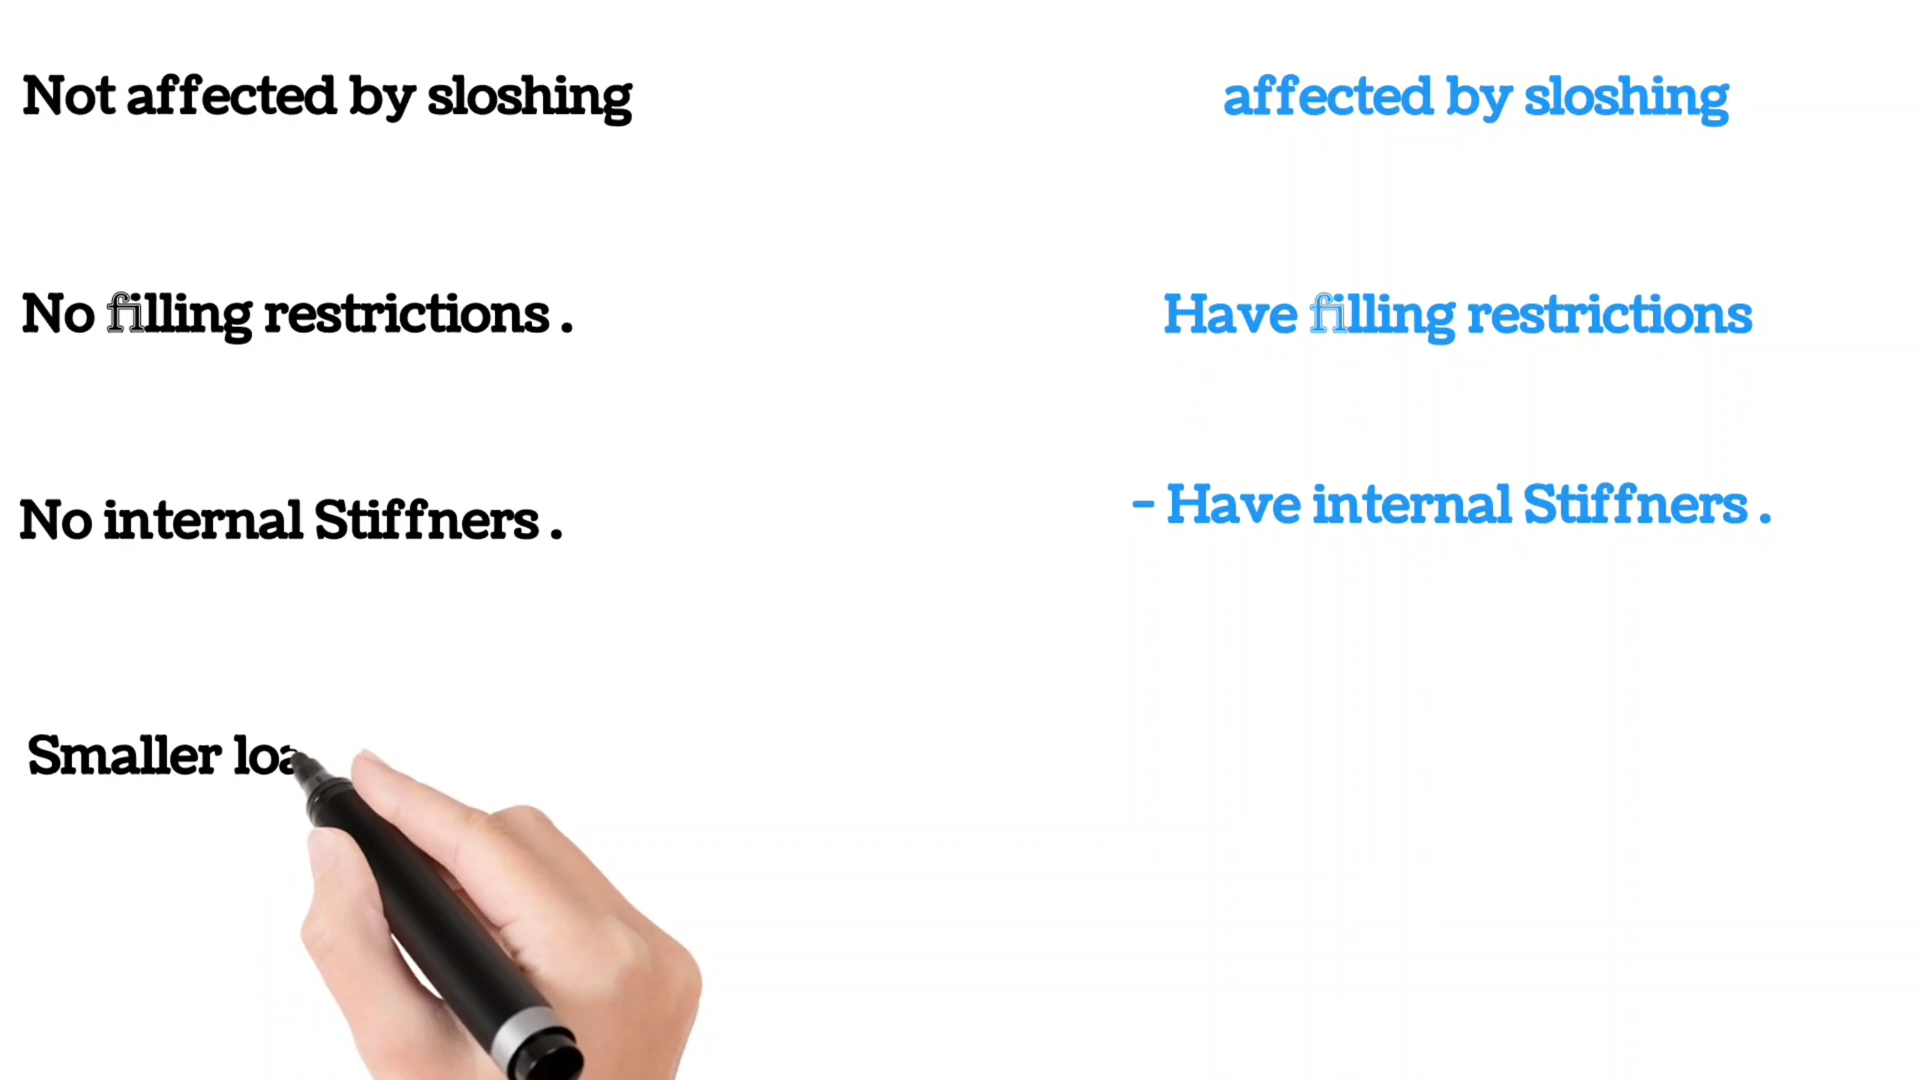 Not affected by sloshing
affected by sloshing
No filling restrictions .
Have filling restrictions
No internal Stiffners .
- Have internal Stiffners .
Smaller